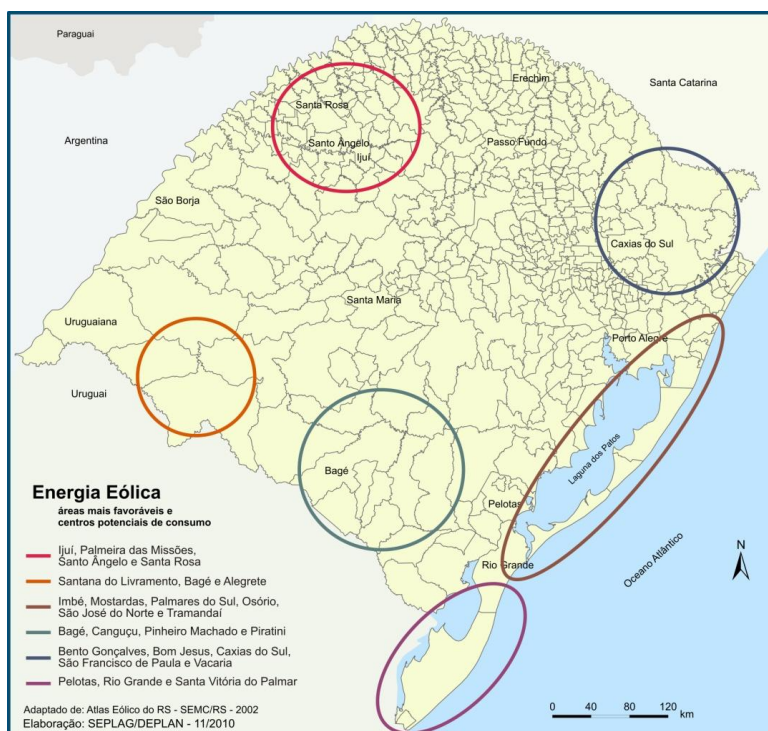 Paraguai
Argentina
Santa Catarina
Erechim
Santa Rosa
Santo Ângelo
Ijuí
Passo Fundo
São Borja
Caxias do Sul
Santa Maria
Uruguaiana
Porto Alegre
Uruguai
Laguna dos Patos
Bagé
Pelotas
Rio Grande
Oceano Atlântico
N
Energia Eólica
áreas mais favoráveis e
centros potenciais de consumo
Ijuí, Palmeira das Missões,
Santo Ângelo e Santa Rosa
Santana do Livramento, Bagé e Alegrete
Imbé, Mostardas, Palmares do Sul, Osório,
São José do Norte e Tramandaí
Bagé, Canguçu, Pinheiro Machado e Piratini
Bento Gonçalves, Bom Jesus, Caxias do Sul,
São Francisco de Paula e Vacaria
Pelotas, Rio Grande e Santa Vitória do Palmar
Adaptado de: Atlas Eólico do RS - SEMC/RS - 2002
Elaboração: SEPLAG/DEPLAN - 11/2010
0 40 80 120
km